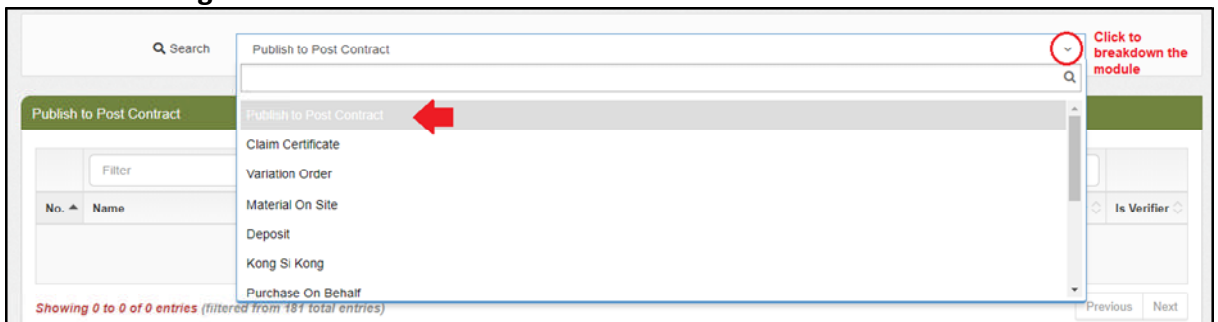 Search
Publish to Post Contract
Click to
breakdown the
module
Publish to Post Contract
Publish to Post Contract
Claim Certificate
Filter
Variation Order
No.
Name
Material On Site
Is Verifier
Deposit
Kong Si Kong
Purchase On Behalf
Showing 0 to 0 of 0 entries (filtered from 181 total entries)
Previous
Next